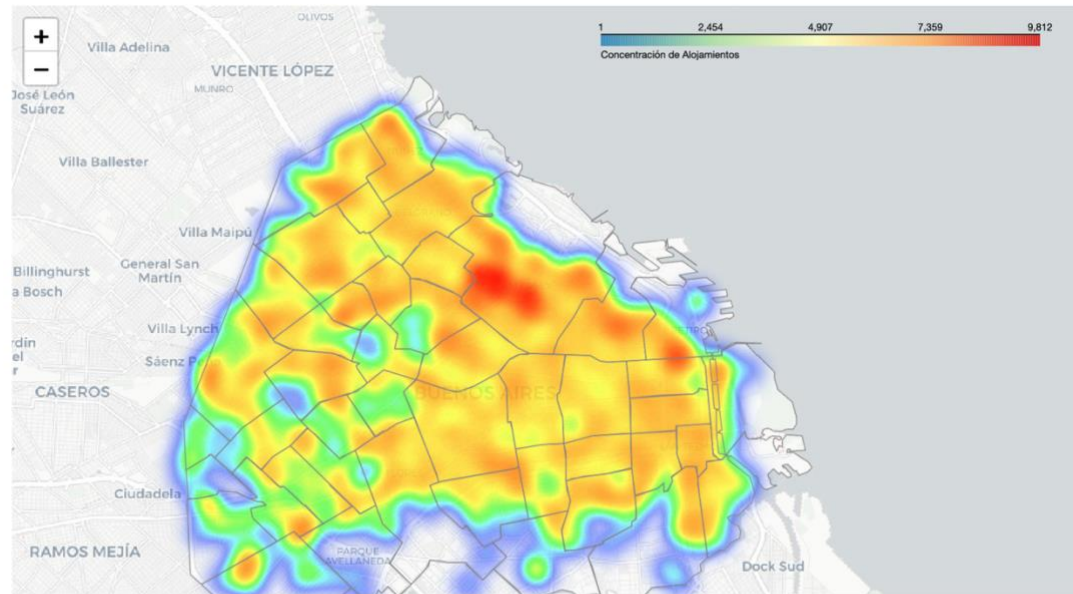 +
−
OLIVOS
Villa Adelina
VICENTE LÓPEZ
MUNRO
José León
Suárez
Villa Ballester
Villa Maipú
General San
Martín
Billinghurst
a Bosch
Villa Lynch
Sáenz
CASEROS
BUENOS AIRES
Ciudadela
RAMOS MEJÍA
PARQUE
AVELLANEDA
Dock Sud
1 2,454 4,907 7,359 9,812
Concentración de Alojamientos